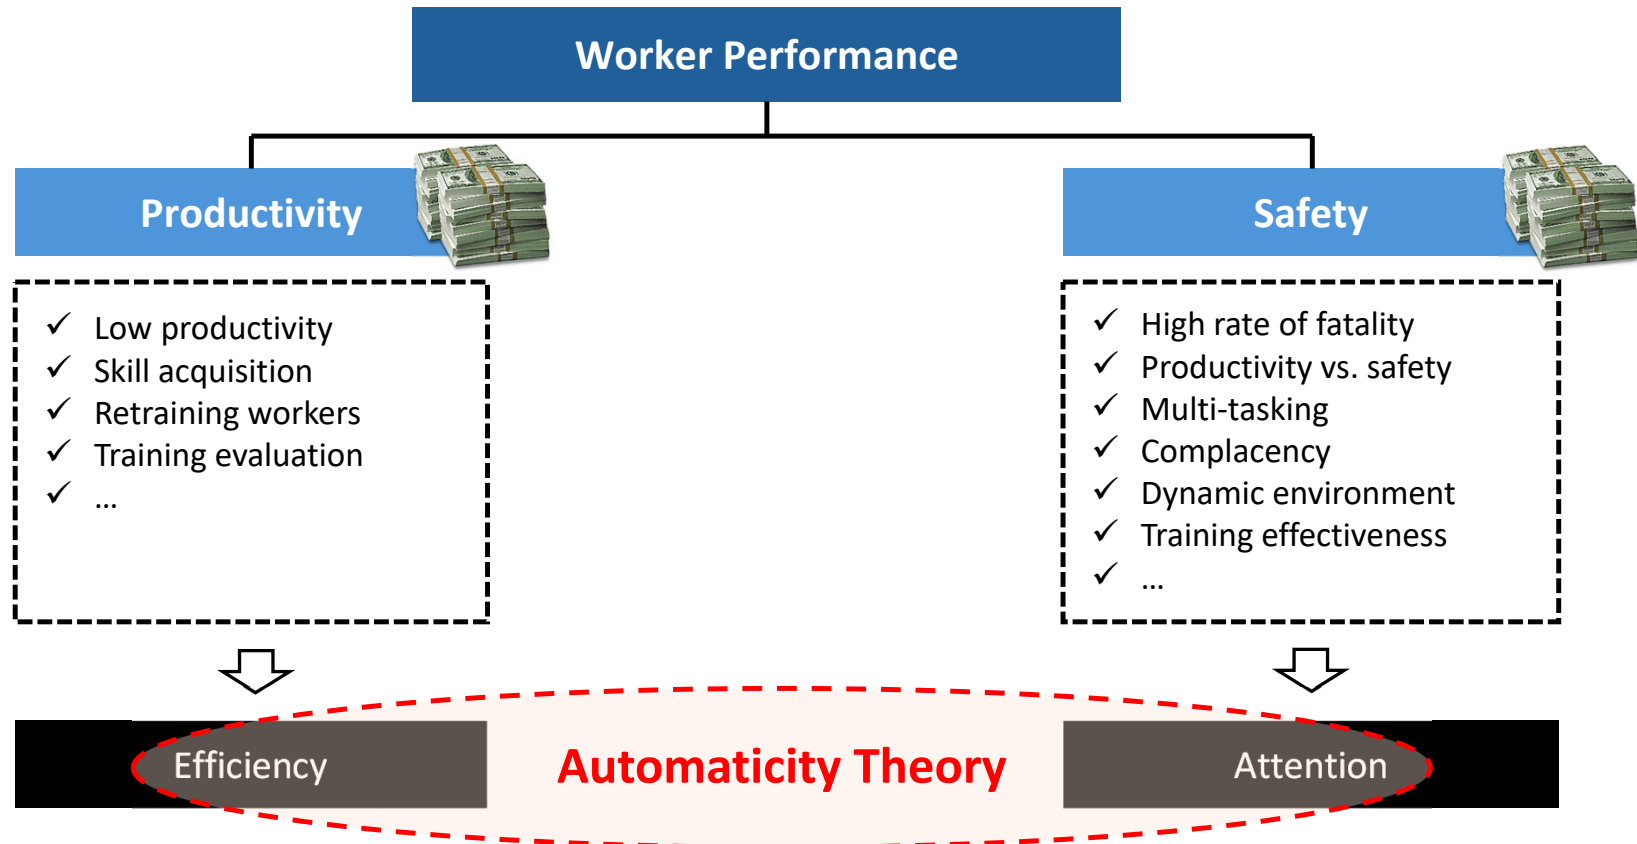 Worker Performance
Productivity
Safety
✓ Low productivity
✓ Skill acquisition
✓ Retraining workers
✓ Training evaluation
✓ ...
✓ High rate of fatality
✓ Productivity vs. safety
✓ Multi-tasking
✓ Complacency
✓ Dynamic environment
✓ Training effectiveness
✓ ...
Efficiency
Automaticity Theory
Attention